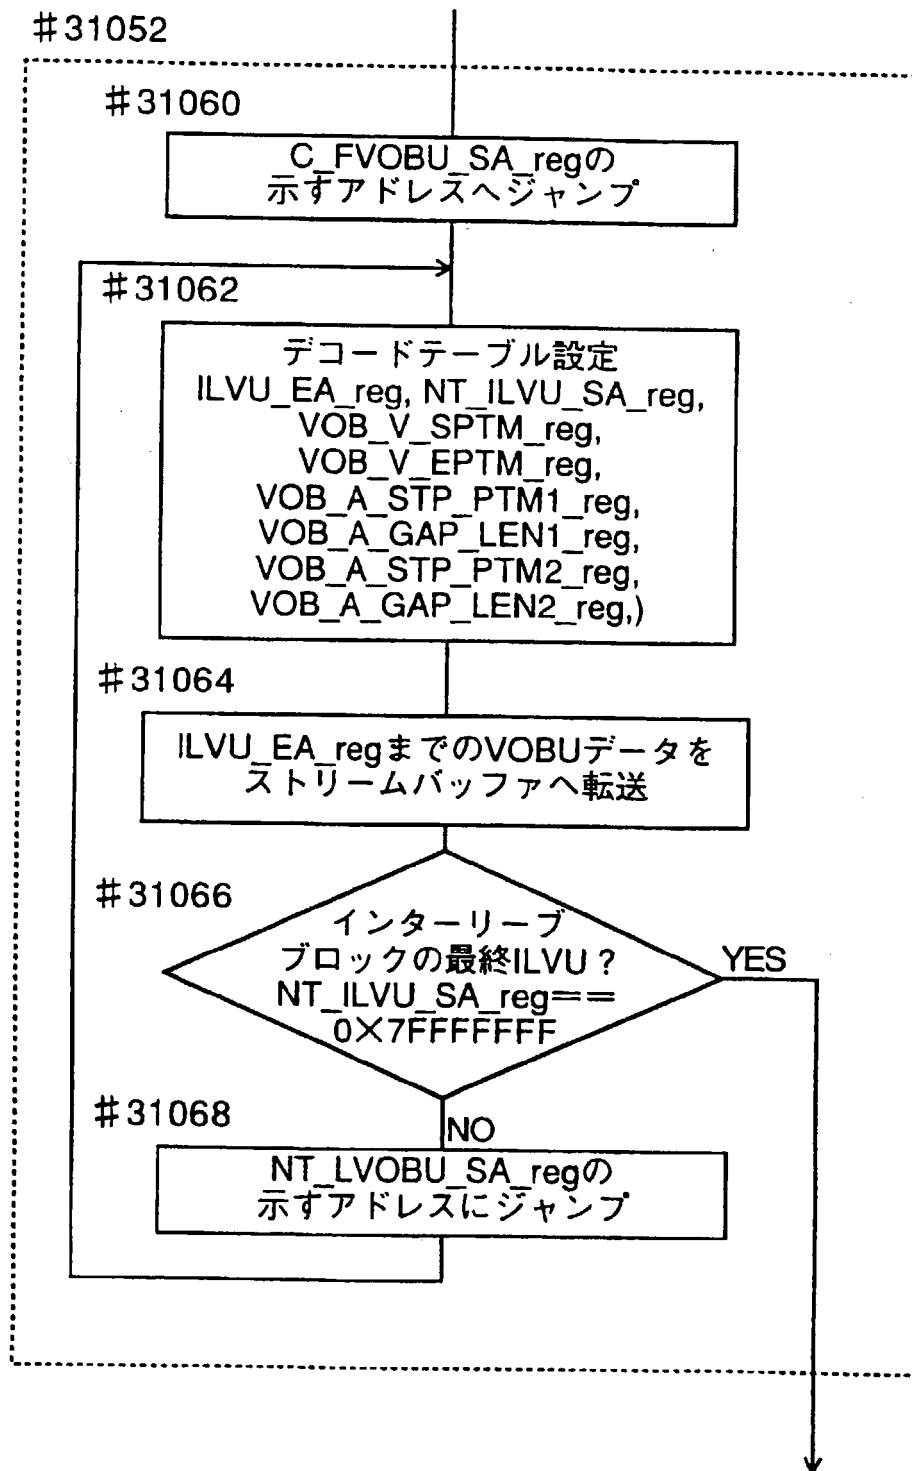 #31052
#31060
C_FVOBU_SA_regの
示すアドレスへジャンプ
#31062
デコードテーブル設定
ILVU_EA_reg, NT_ILVU_SA_reg,
VOB_V_SPTM_reg,
VOB_V_EPTM_reg,
VOB_A_STP_PTM1_reg,
VOB_A_GAP_LEN1_reg,
VOB_A_STP_PTM2_reg,
VOB_A_GAP_LEN2_reg,)
#31064
ILVU_EA_regまでのVOBUデータを
ストリームバッファへ転送
#31066
インターリーブ
ブロックの最終ILVU?
NT_ILVU_SA_reg==
0×7FFFFFFF
YES
#31068
NO
NT_LVOBU_SA_regの
示すアドレスにジャンプ